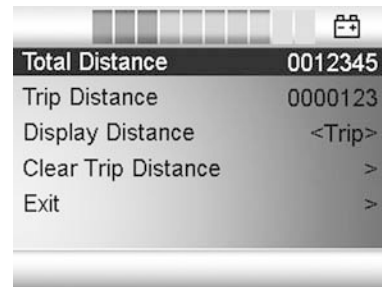 Total Distance 0012345
Trip Distance 0000123
Display Distance <Trip>
Clear Trip Distance >
Exit >